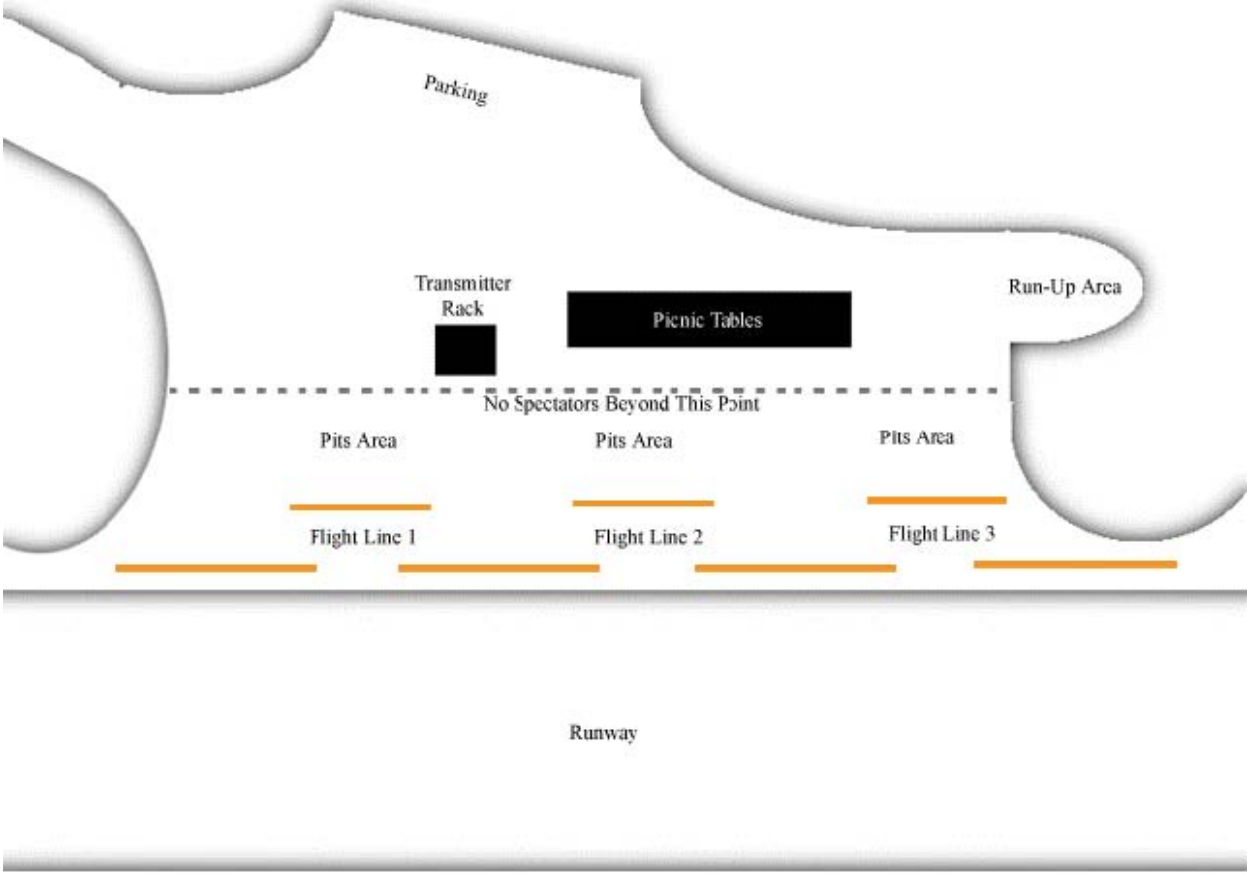 Parking
Transmitter
Rack
Picnic Tables
Run-Up Area
No Spectators Beyond This Point
Pits Area
Pits Area
Pits Area
Flight Line 1
Flight Line 2
Flight Line 3
Runway